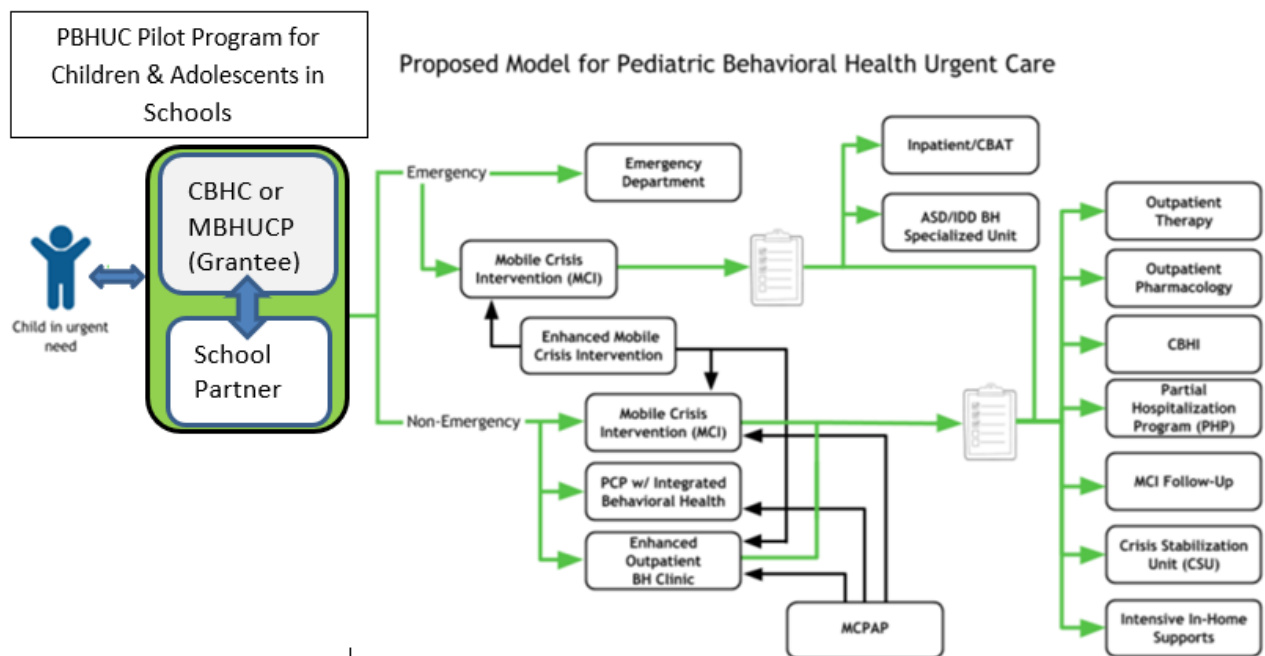 PBHUC Pilot Program for
Children & Adolescents in
Schools
Proposed Model for Pediatric Behavioral Health Urgent Care
CBHC or
MBHUCP
(Grantee)
School
Partner
Child in urgent
need
Emergency
Emergency
Department
Mobile Crisis
Intervention (MCI)
Enhanced Mobile
Crisis Intervention
Non-Emergency
Mobile Crisis
Intervention (MCI)
PCP w/ Integrated
Behavioral Health
Enhanced
Outpatient
BH Clinic
MCPAP
Inpatient/CBAT
ASD/IDD BH
Specialized Unit
Outpatient
Therapy
Outpatient
Pharmacology
CBHI
Partial
Hospitalization
Program (PHP)
MCI Follow-Up
Crisis Stabilization
Unit (CSU)
Intensive In-Home
Supports